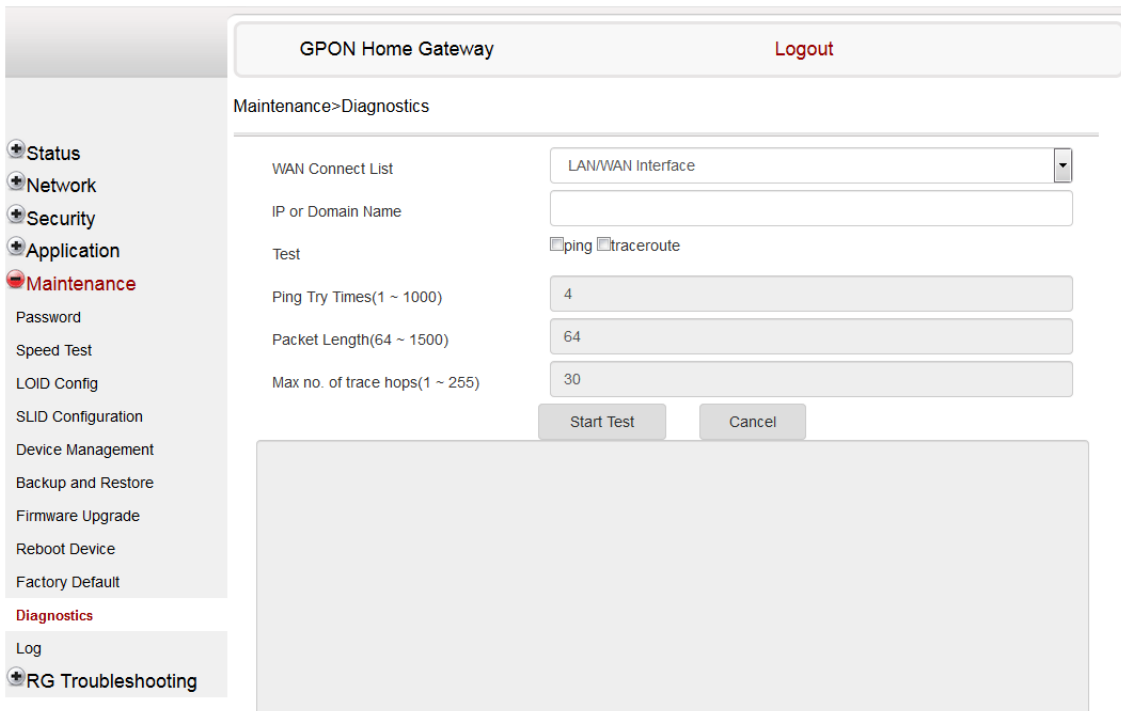 GPON Home Gateway
Logout
Maintenance>Diagnostics
Status
Network
Security
Application
Maintenance
Password
Speed Test
LOID Config
SLID Configuration
Device Management
Backup and Restore
Firmware Upgrade
Reboot Device
Factory Default
Diagnostics
Log
RG Troubleshooting
WAN Connect List
LAN/WAN Interface
IP or Domain Name
Test
ping traceroute
Ping Try Times(1 ~ 1000)
4
Packet Length(64 ~ 1500)
64
Max no. of trace hops(1 ~ 255)
30
Start Test
Cancel